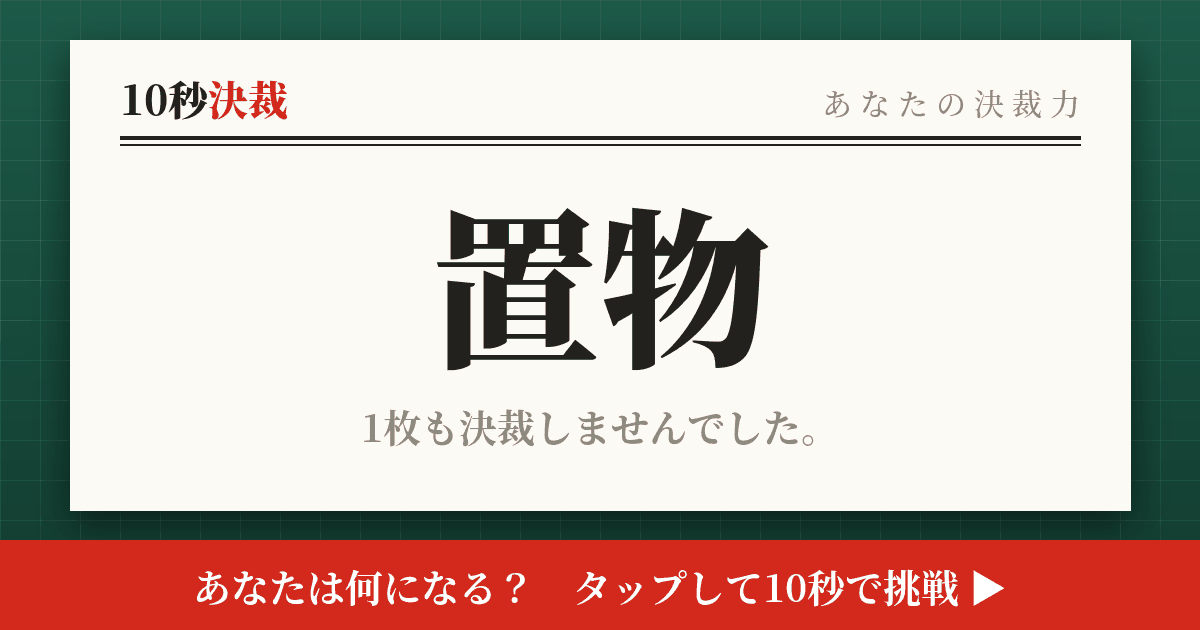 10秒決裁
あなたの決裁力
置物
1枚も決裁しませんでした。
あなたは何になる？　タップして10秒で挑戦 ▶